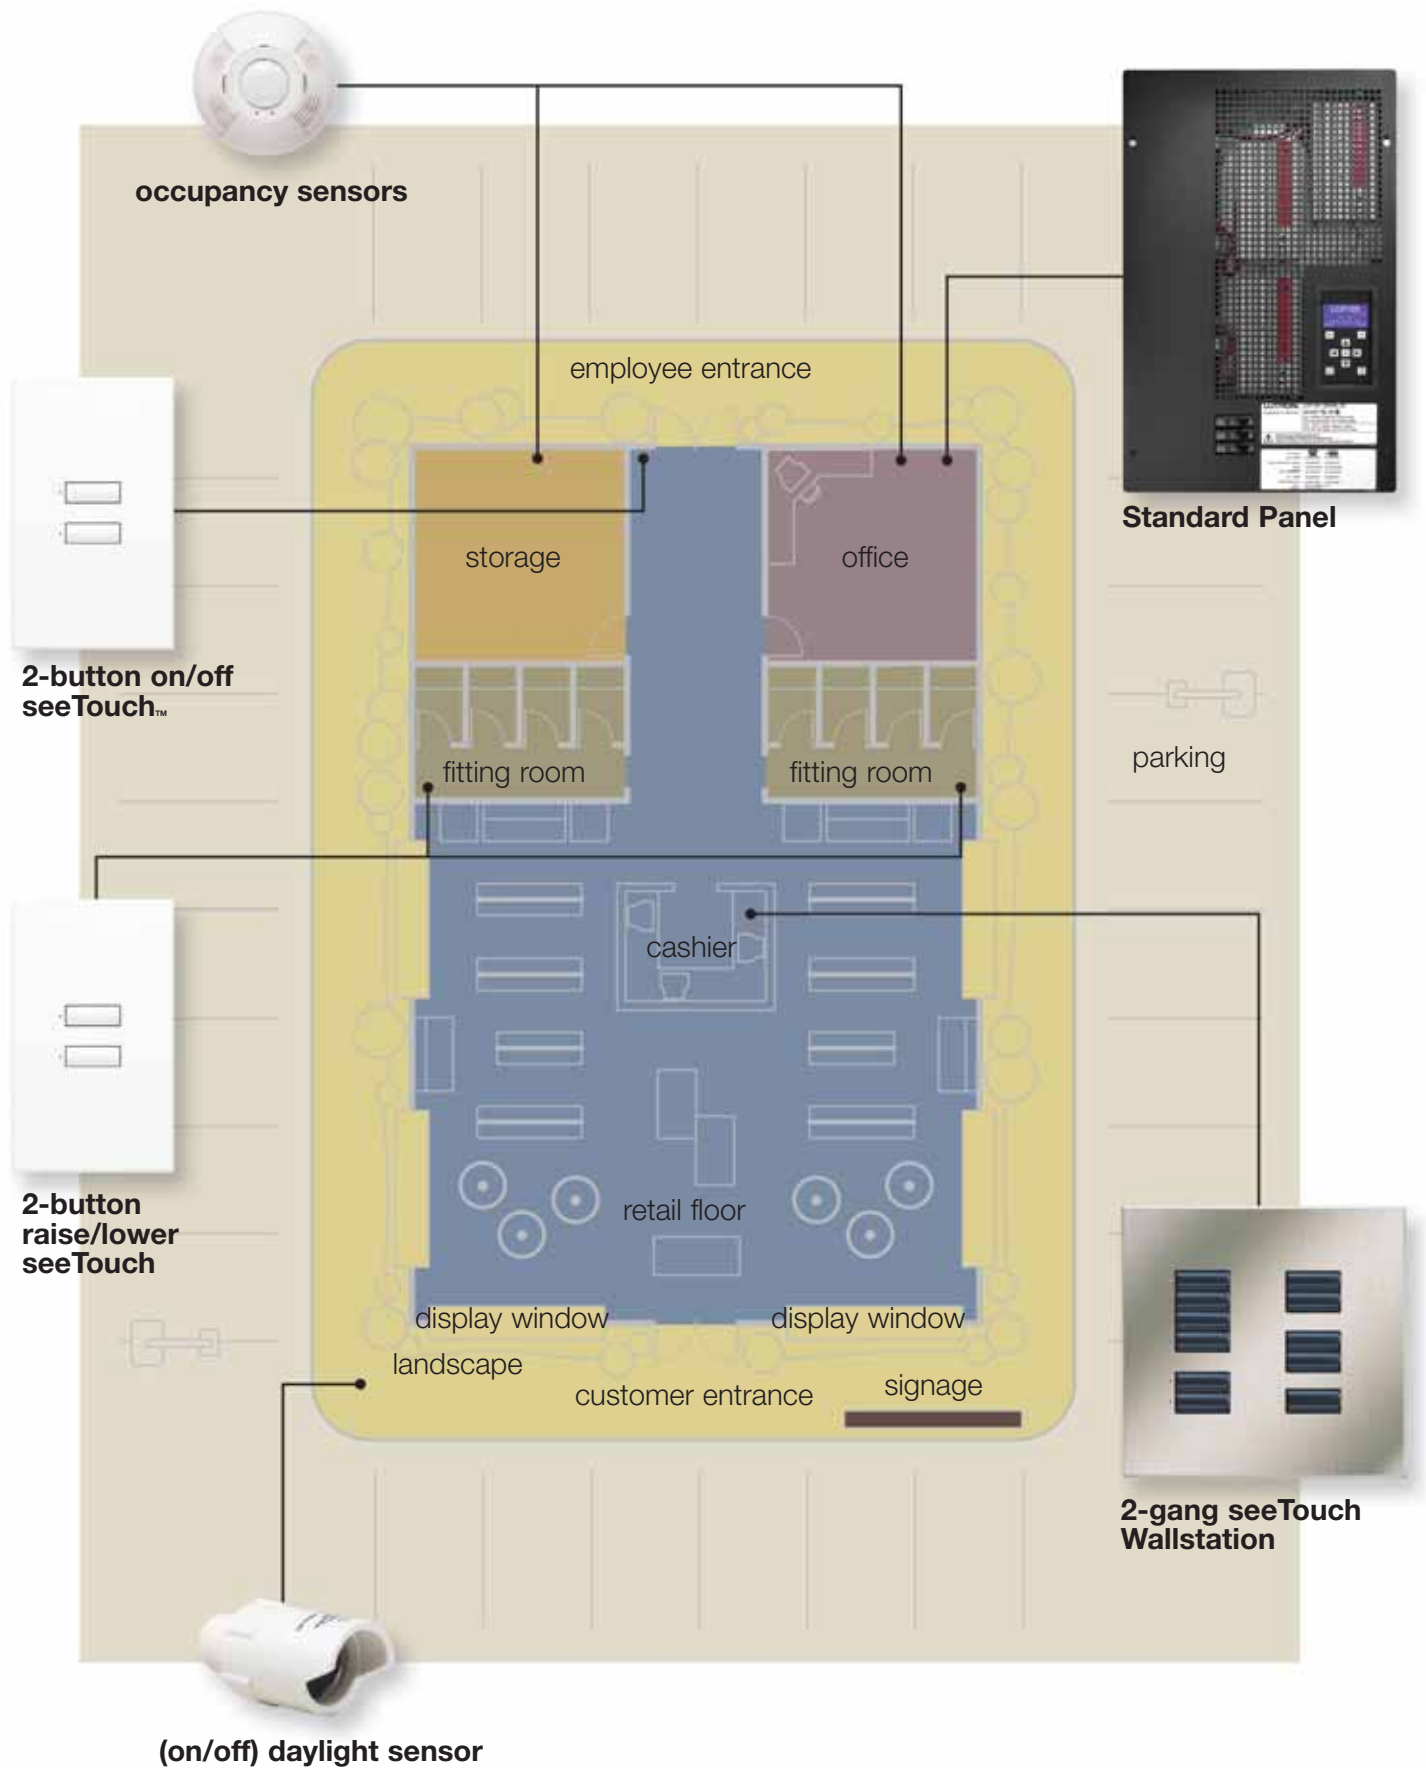 occupancy sensors
employee entrance
Standard Panel
storage
office
2-button on/off
seeTouch™
parking
fitting room
fitting room
cashier
2-button
raise/lower
seeTouch
retail floor
display window
display window
landscape
customer entrance
signage
2-gang seeTouch
Wallstation
(on/off) daylight sensor